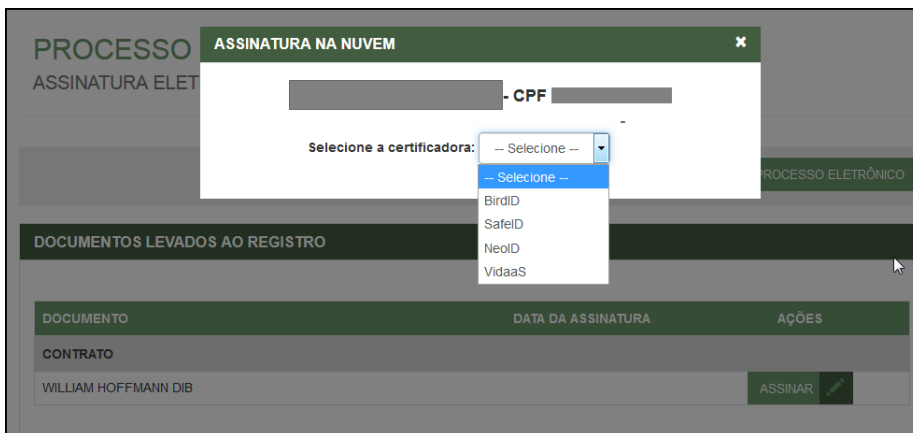 PROCESSO
ASSINATURA ELET
ASSINATURA NA NUVEM ×
- CPF
-
Selecione a certificadora: -- Selecione --
-- Selecione --
BirdID
SafeID
NeoID
VidaaS
PROCESSO ELETRÔNICO
DOCUMENTOS LEVADOS AO REGISTRO
DOCUMENTO DATA DA ASSINATURA AÇÕES
CONTRATO
WILLIAM HOFFMANN DIB ASSINAR